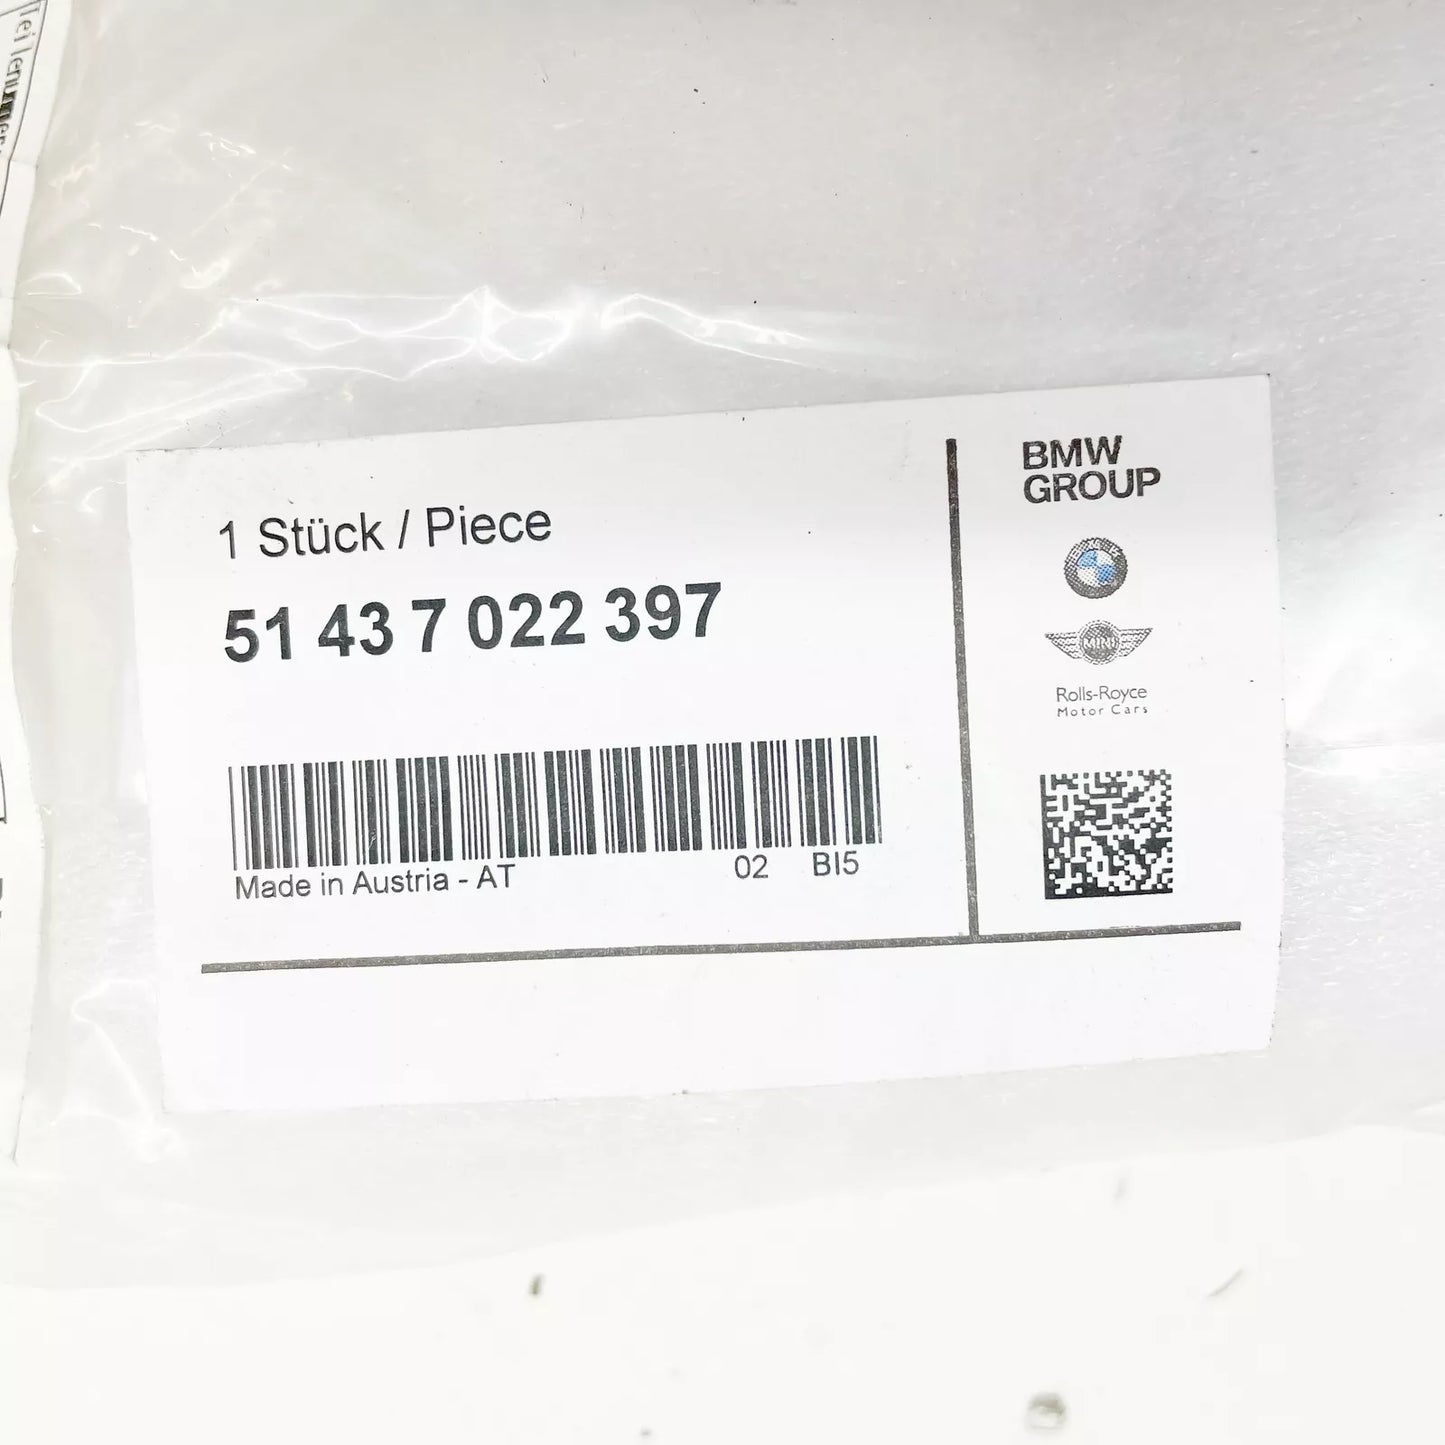 1 Stück / Piece
51 43 7 022 397
Made in Austria - AT 02 BI5
BMW
GROUP
MINI
Rolls-Royce
Motor Cars